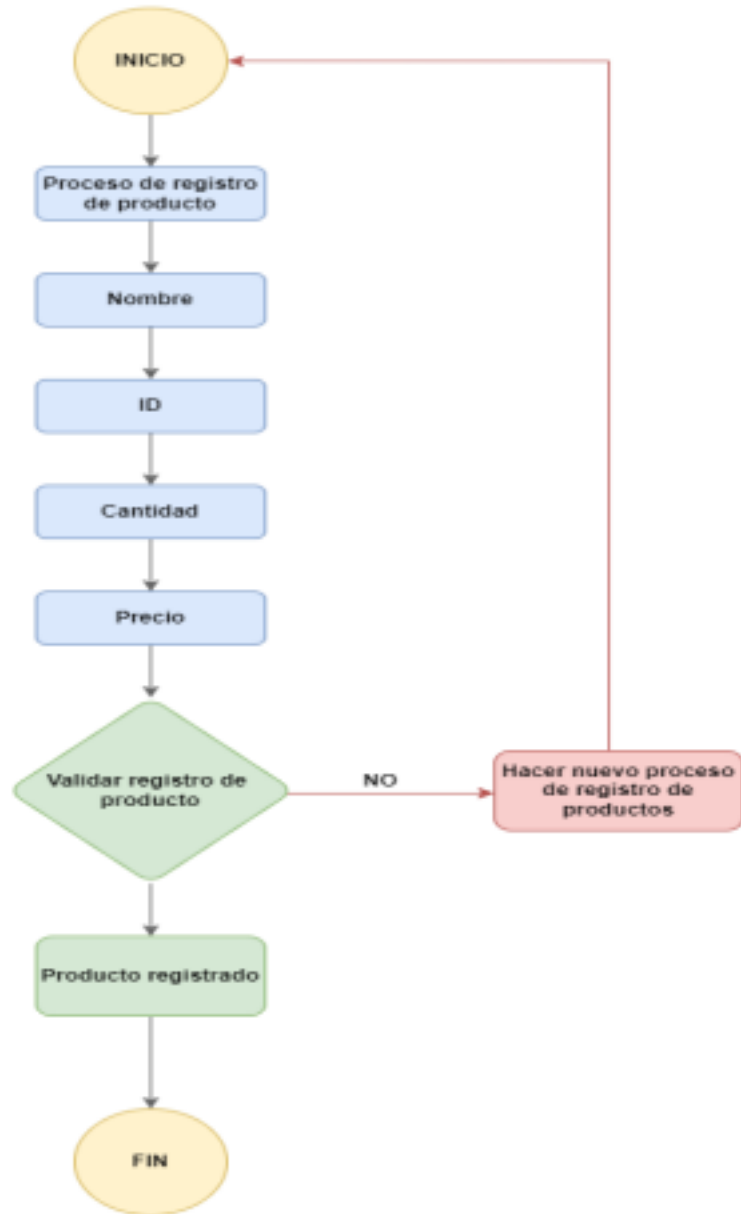 INICIO
Proceso de registro
de producto
Nombre
ID
Cantidad
Precio
Validar registro de
producto
NO
Hacer nuevo proceso
de registro de
productos
Producto registrado
FIN